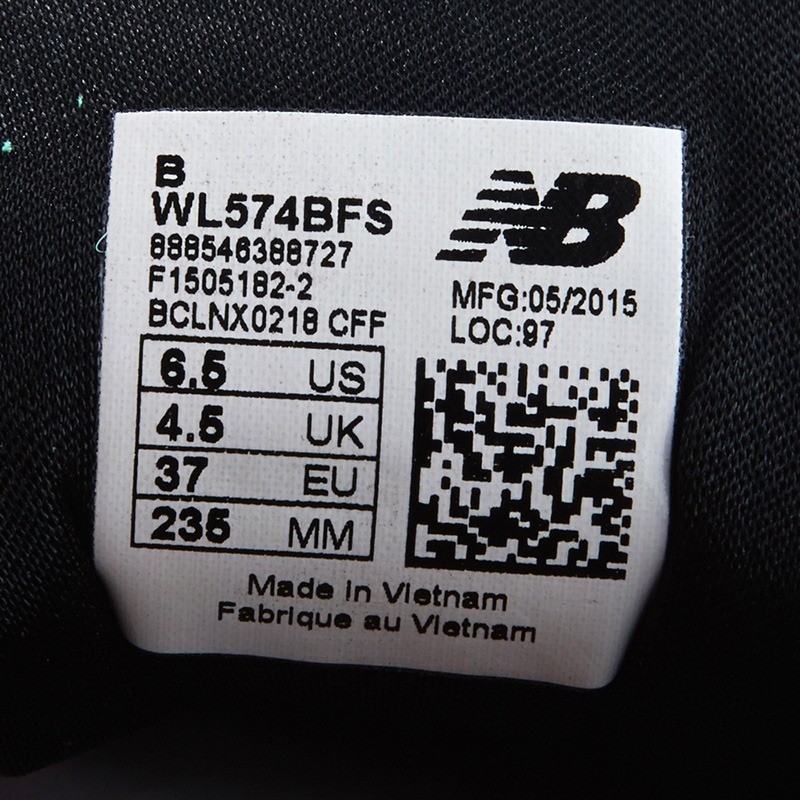 B
WL574BFS
888546388727
F1505182-2
BCLNX0218 CFF
NB
MFG:05/2015
LOC:97
6.5 US
4.5 UK
37 EU
235 MM
Made in Vietnam
Fabrique au Vietnam